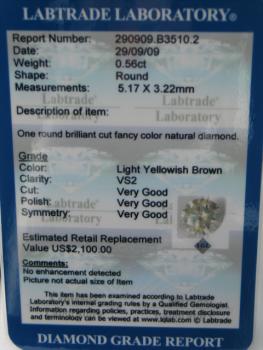 LABTRADE LABORATORY®
Report Number: 290909.B3510.2
Date: 29/09/09
Weight: 0.56ct
Shape: Round
Measurements: 5.17 X 3.22mm
Description of item:
One round brilliant cut fancy color natural diamond.
Grade
Color: Light Yellowish Brown
Clarity: VS2
Cut: Very Good
Polish: Very Good
Symmetry: Very Good
Estimated Retail Replacement
Value US$2,100.00
Comments:
No enhancement detected
Picture not actual size of Item
This item has been examined according to Labtrade
Laboratory's internal grading rules by a Qualified Gemologist.
Information regarding policies, practices, treatment disclosure
and terminology can be viewed at www.lqlab.com © Labtrade
DIAMOND GRADE REPORT